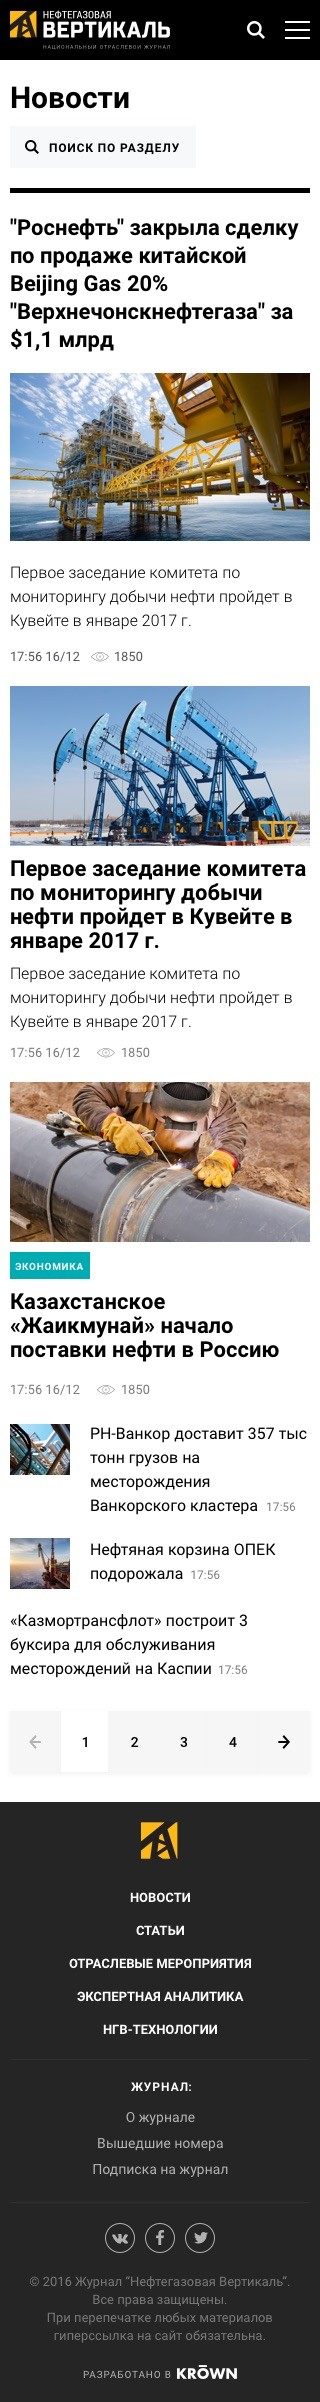 НЕФТЕГАЗОВАЯ
ВЕРТИКАЛЬ
НАЦИОНАЛЬНЫЙ ОТРАСЛЕВОЙ ЖУРНАЛ
Новости
ПОИСК ПО РАЗДЕЛУ
"Роснефть" закрыла сделку
по продаже китайской
Beijing Gas 20%
"Верхнечонскнефтегаза" за
$1,1 млрд
Первое заседание комитета по
мониторингу добычи нефти пройдет в
Кувейте в январе 2017 г.
17:56 16/12 1850
Первое заседание комитета
по мониторингу добычи
нефти пройдет в Кувейте в
январе 2017 г.
Первое заседание комитета по
мониторингу добычи нефти пройдет в
Кувейте в январе 2017 г.
17:56 16/12 1850
ЭКОНОМИКА
Казахстанское
«Жаикмунай» начало
поставки нефти в Россию
17:56 16/12 1850
РН-Ванкор доставит 357 тыс
тонн грузов на
месторождения
Ванкорского кластера 17:56
Нефтяная корзина ОПЕК
подорожала 17:56
«Казмортрансфлот» построит 3
буксира для обслуживания
месторождений на Каспии 17:56
1 2 3 4
НОВОСТИ
СТАТЬИ
ОТРАСЛЕВЫЕ МЕРОПРИЯТИЯ
ЭКСПЕРТНАЯ АНАЛИТИКА
НГВ-ТЕХНОЛОГИИ
ЖУРНАЛ:
О журнале
Вышедшие номера
Подписка на журнал
© 2016 Журнал "Нефтегазовая Вертикаль".
Все права защищены.
При перепечатке любых материалов
гиперссылка на сайт обязательна.
РАЗРАБОТАНО В KRŌWN